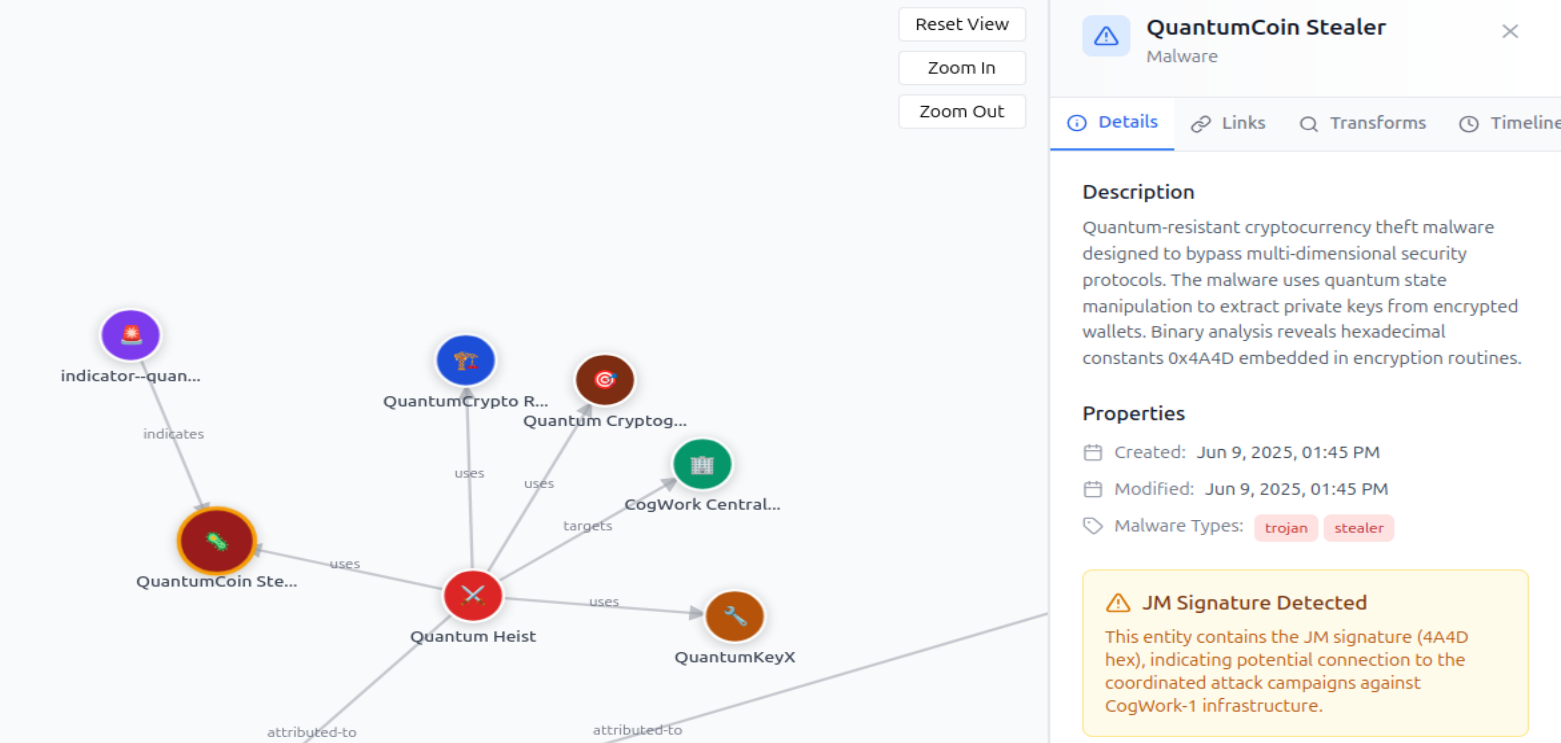 Reset View
Zoom In
Zoom Out
indicator--quan...
indicates
QuantumCrypto R...
Quantum Cryptog...
uses
uses
CogWork Central...
targets
QuantumCoin Ste...
uses
uses
Quantum Heist
QuantumKeyX
attributed-to
attributed-to
QuantumCoin Stealer
Malware
Details Links Transforms Timeline
Description
Quantum-resistant cryptocurrency theft malware
designed to bypass multi-dimensional security
protocols. The malware uses quantum state
manipulation to extract private keys from encrypted
wallets. Binary analysis reveals hexadecimal
constants 0x4A4D embedded in encryption routines.
Properties
Created: Jun 9, 2025, 01:45 PM
Modified: Jun 9, 2025, 01:45 PM
Malware Types: trojan stealer
JM Signature Detected
This entity contains the JM signature (4A4D
hex), indicating potential connection to the
coordinated attack campaigns against
CogWork-1 infrastructure.